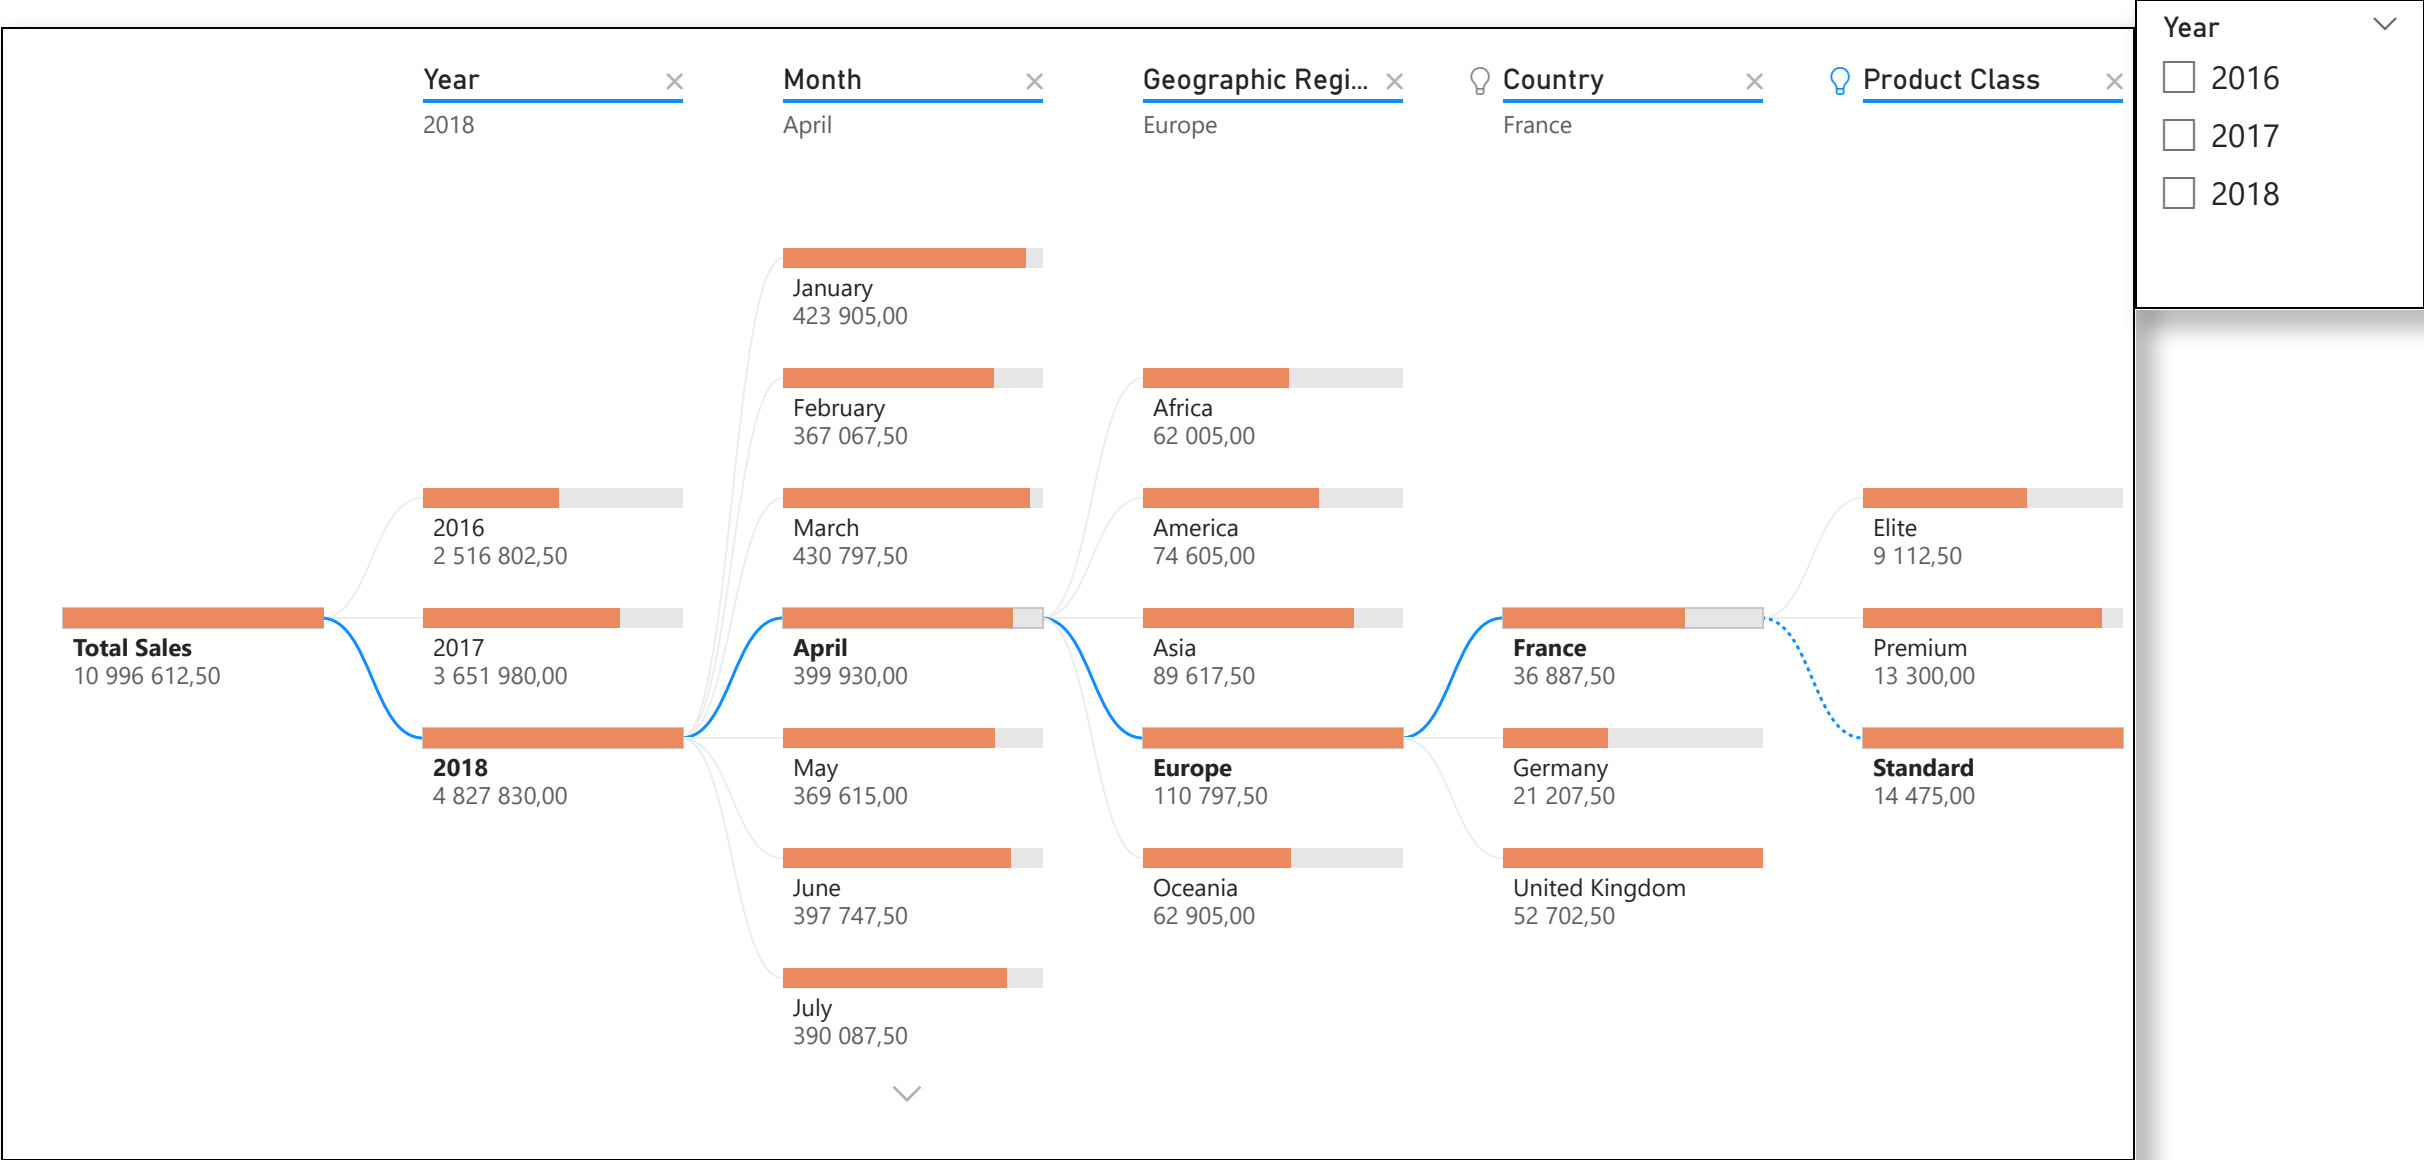 Year
2018
Month
April
Geographic Regi...
Europe
Country
France
Product Class
Total Sales
10 996 612,50
2016
2 516 802,50
2017
3 651 980,00
2018
4 827 830,00
January
423 905,00
February
367 067,50
March
430 797,50
April
399 930,00
May
369 615,00
June
397 747,50
July
390 087,50
Africa
62 005,00
America
74 605,00
Asia
89 617,50
Europe
110 797,50
Oceania
62 905,00
France
36 887,50
Germany
21 207,50
United Kingdom
52 702,50
Elite
9 112,50
Premium
13 300,00
Standard
14 475,00
Year
2016
2017
2018